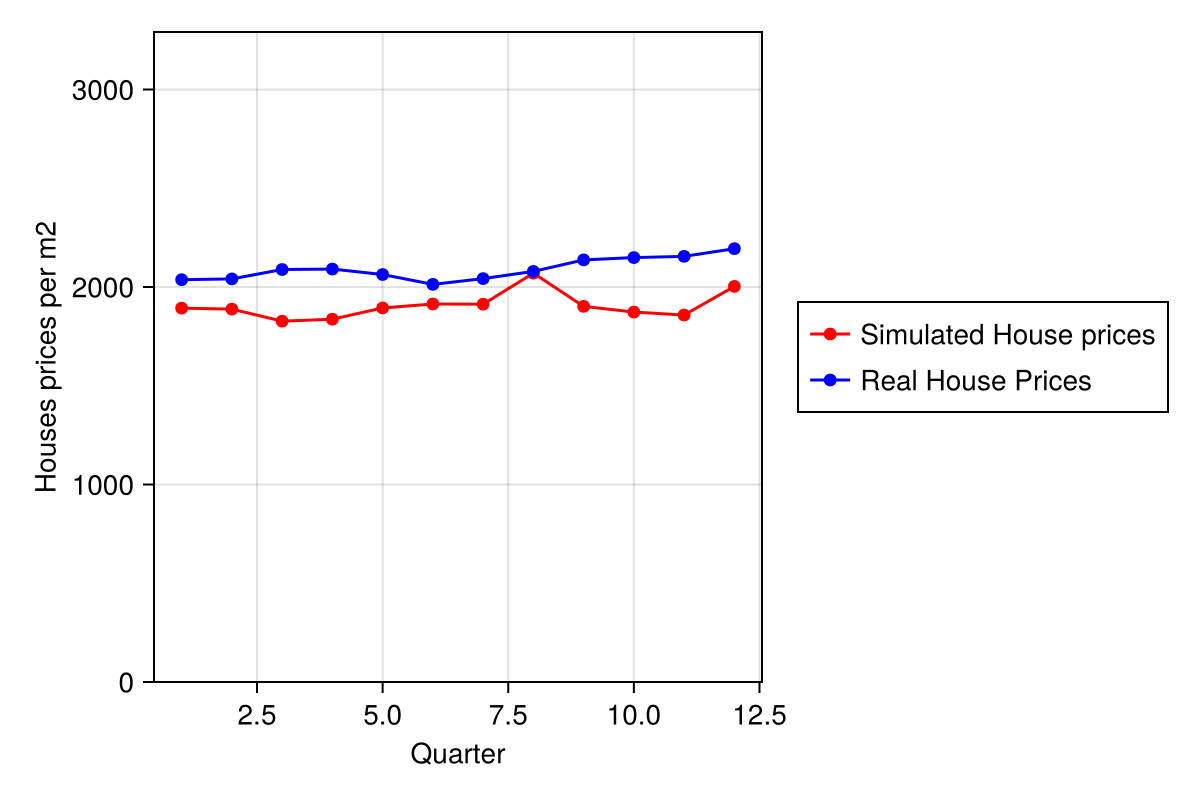 3000
2000
1000
0
Houses prices per m2
2.5 5.0 7.5 10.0 12.5
Quarter
Simulated House prices
Real House Prices